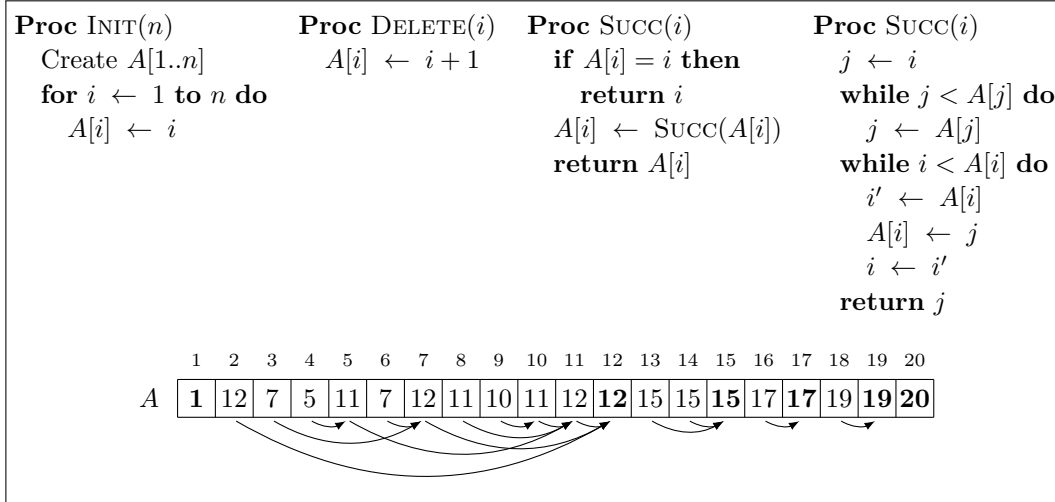 Proc INIT(n)
Create A[1..n]
for i ← 1 to n do
A[i] ← i
Proc DELETE(i)
A[i] ← i + 1
Proc SUCC(i)
if A[i] = i then
return i
A[i] ← SUCC(A[i])
return A[i]
Proc SUCC(i)
j ← i
while j < A[j] do
j ← A[j]
while i < A[i] do
i′ ← A[i]
A[i] ← j
i ← i′
return j
1 2 3 4 5 6 7 8 9 10 11 12 13 14 15 16 17 18 19 20
A 1 12 7 5 11 7 12 11 10 11 12 12 15 15 15 17 17 19 19 20